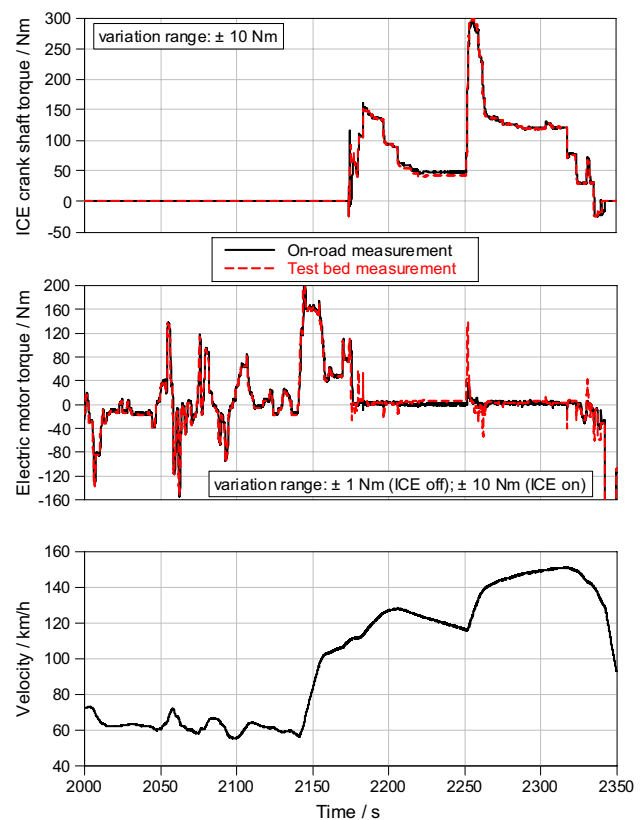 ICE crank shaft torque / Nm
300
250
200
150
100
50
0
-50
variation range: ± 10 Nm
On-road measurement
Test bed measurement
Electric motor torque / Nm
200
160
120
80
40
0
-40
-80
-120
-160
variation range: ± 1 Nm (ICE off); ± 10 Nm (ICE on)
Velocity / km/h
160
140
120
100
80
60
40
2000 2050 2100 2150 2200 2250 2300 2350
Time / s